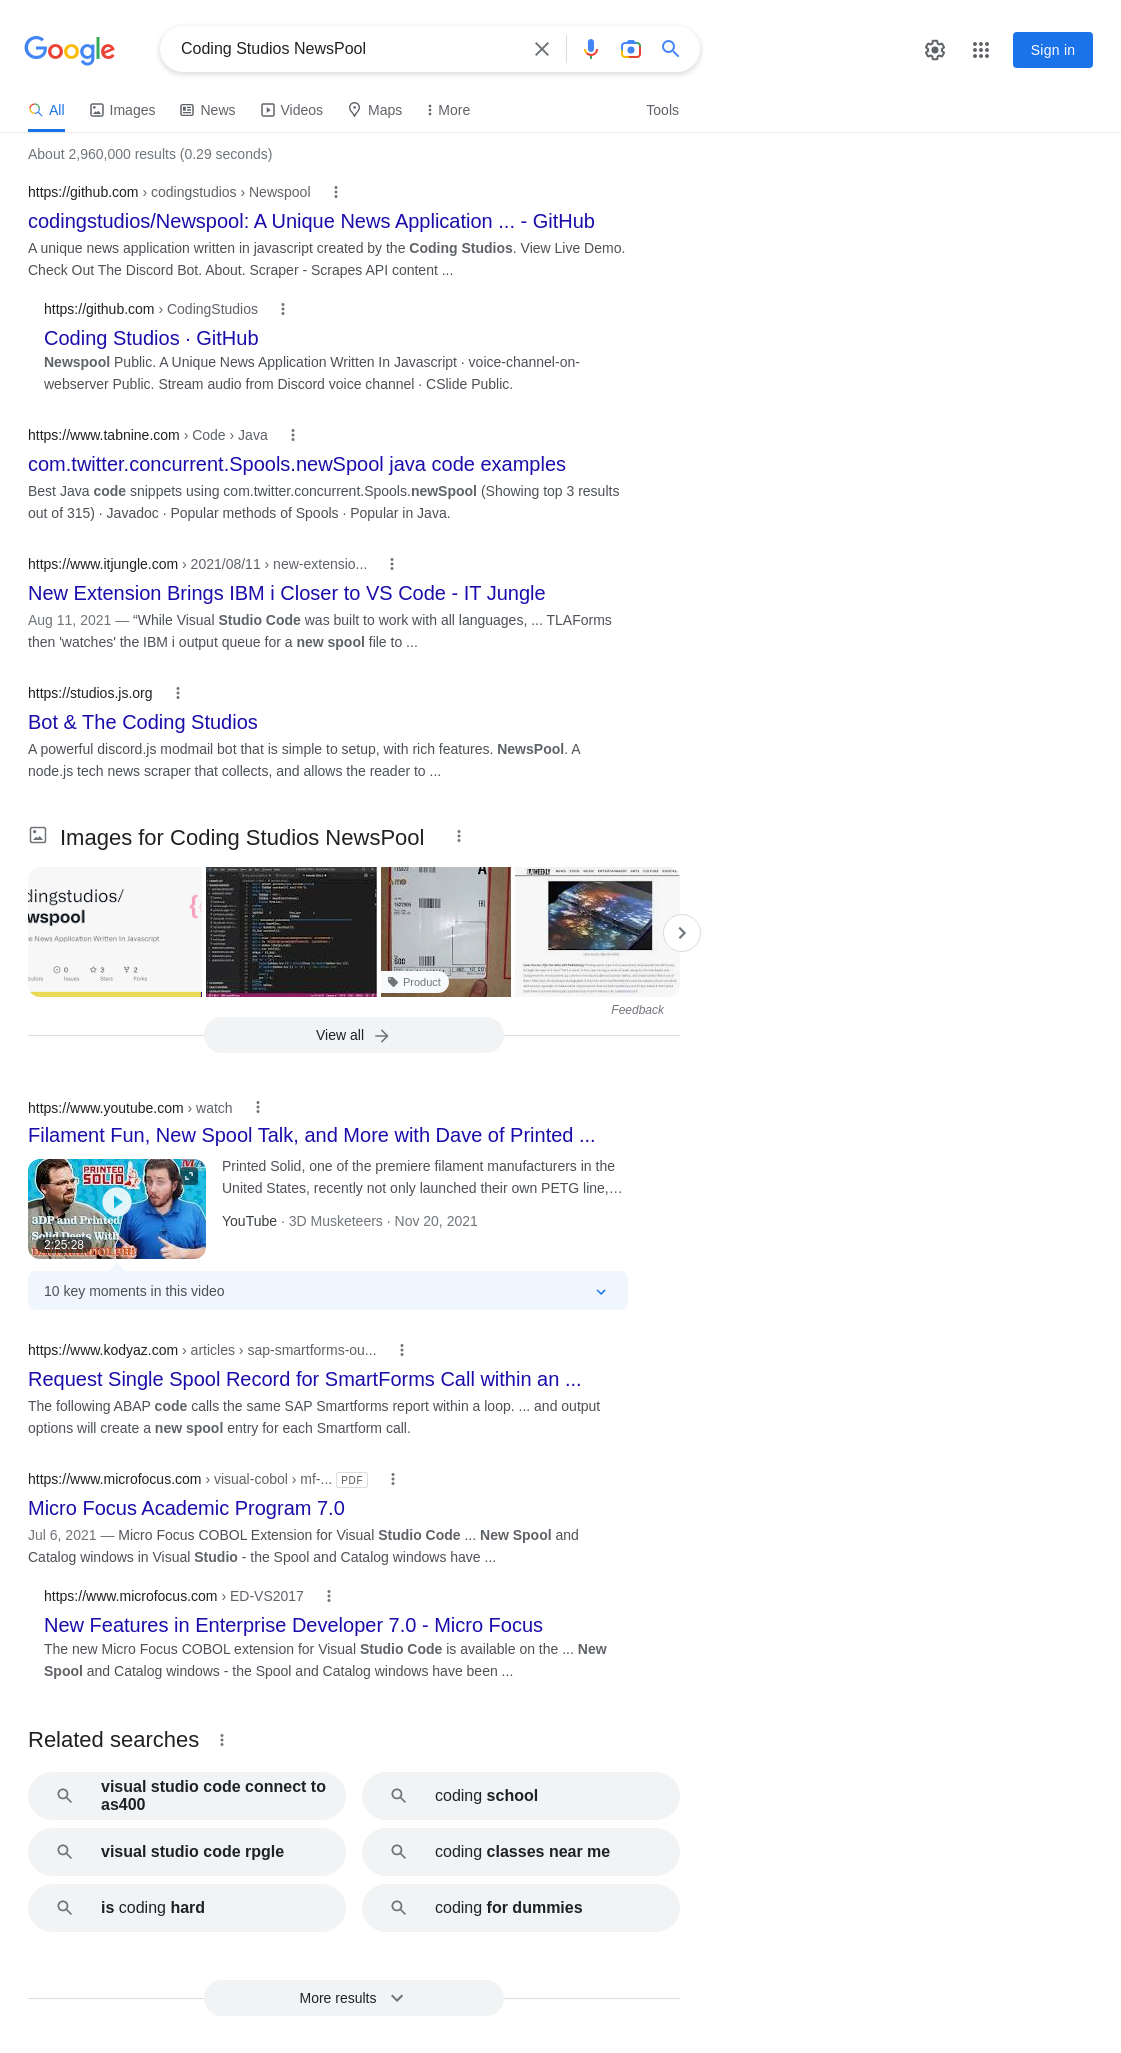 Google
Coding Studios NewsPool
Sign in
All
Images
News
Videos
Maps
More
Tools
About 2,960,000 results (0.29 seconds)
https://github.com › codingstudios › Newspool
codingstudios/Newspool: A Unique News Application ... - GitHub
A unique news application written in javascript created by the Coding Studios. View Live Demo.
Check Out The Discord Bot. About. Scraper - Scrapes API content ...
https://github.com › CodingStudios
Coding Studios · GitHub
Newspool Public. A Unique News Application Written In Javascript · voice-channel-on-
webserver Public. Stream audio from Discord voice channel · CSlide Public.
https://www.tabnine.com › Code › Java
com.twitter.concurrent.Spools.newSpool java code examples
Best Java code snippets using com.twitter.concurrent.Spools.newSpool (Showing top 3 results
out of 315) · Javadoc · Popular methods of Spools · Popular in Java.
https://www.itjungle.com › 2021/08/11 › new-extensio...
New Extension Brings IBM i Closer to VS Code - IT Jungle
Aug 11, 2021 — “While Visual Studio Code was built to work with all languages, ... TLAForms
then 'watches' the IBM i output queue for a new spool file to ...
https://studios.js.org
Bot & The Coding Studios
A powerful discord.js modmail bot that is simple to setup, with rich features. NewsPool. A
node.js tech news scraper that collects, and allows the reader to ...
Images for Coding Studios NewsPool
dingstudios/
wspool
e News Application Written In Javascript
0
3
2
Issues
Stars
Forks
Product
Feedback
View all
https://www.youtube.com › watch
Filament Fun, New Spool Talk, and More with Dave of Printed ...
PRINTED
SOLID
3DP and Printed
Solid Deets With
2:25:28
Printed Solid, one of the premiere filament manufacturers in the
United States, recently not only launched their own PETG line,...
YouTube · 3D Musketeers · Nov 20, 2021
10 key moments in this video
https://www.kodyaz.com › articles › sap-smartforms-ou...
Request Single Spool Record for SmartForms Call within an ...
The following ABAP code calls the same SAP Smartforms report within a loop. ... and output
options will create a new spool entry for each Smartform call.
https://www.microfocus.com › visual-cobol › mf-... PDF
Micro Focus Academic Program 7.0
Jul 6, 2021 — Micro Focus COBOL Extension for Visual Studio Code ... New Spool and
Catalog windows in Visual Studio - the Spool and Catalog windows have ...
https://www.microfocus.com › ED-VS2017
New Features in Enterprise Developer 7.0 - Micro Focus
The new Micro Focus COBOL extension for Visual Studio Code is available on the ... New
Spool and Catalog windows - the Spool and Catalog windows have been ...
Related searches
visual studio code connect to
as400
coding school
visual studio code rpgle
coding classes near me
is coding hard
coding for dummies
More results